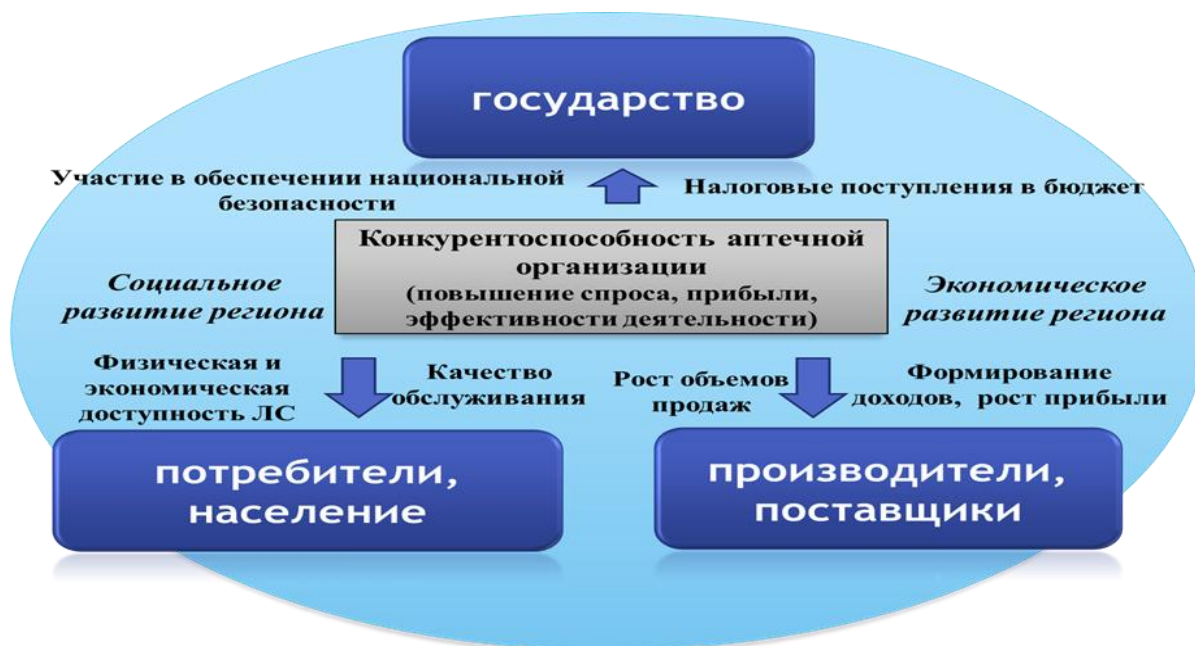 государство
Участие в обеспечении национальной
безопасности
Налоговые поступления в бюджет
Конкурентоспособность аптечной
организации
(повышение спроса, прибыли,
эффективности деятельности)
Социальное
развитие региона
Экономическое
развитие региона
Физическая и
экономическая
доступность ЛС
Качество
обслуживания
Рост объемов
продаж
Формирование
доходов, рост прибыли
потребители,
население
производители,
поставщики